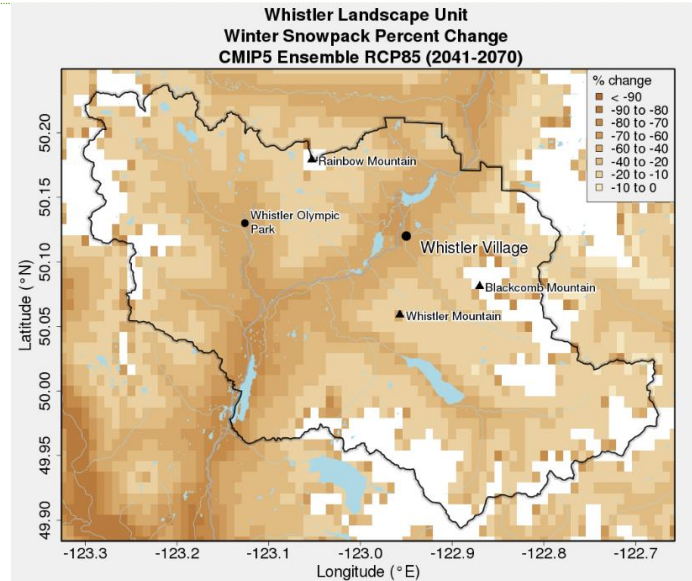 Whistler Landscape Unit
Winter Snowpack Percent Change
CMIP5 Ensemble RCP85 (2041-2070)
% change
< -90
-90 to -80
-80 to -70
-70 to -60
-60 to -40
-40 to -20
-20 to -10
-10 to 0
Rainbow Mountain
Whistler Olympic
Park
Whistler Village
Blackcomb Mountain
Whistler Mountain
Latitude (°N)
50.20
50.15
50.10
50.05
50.00
49.95
49.90
-123.3 -123.2 -123.1 -123.0 -122.9 -122.8 -122.7
Longitude (°E)